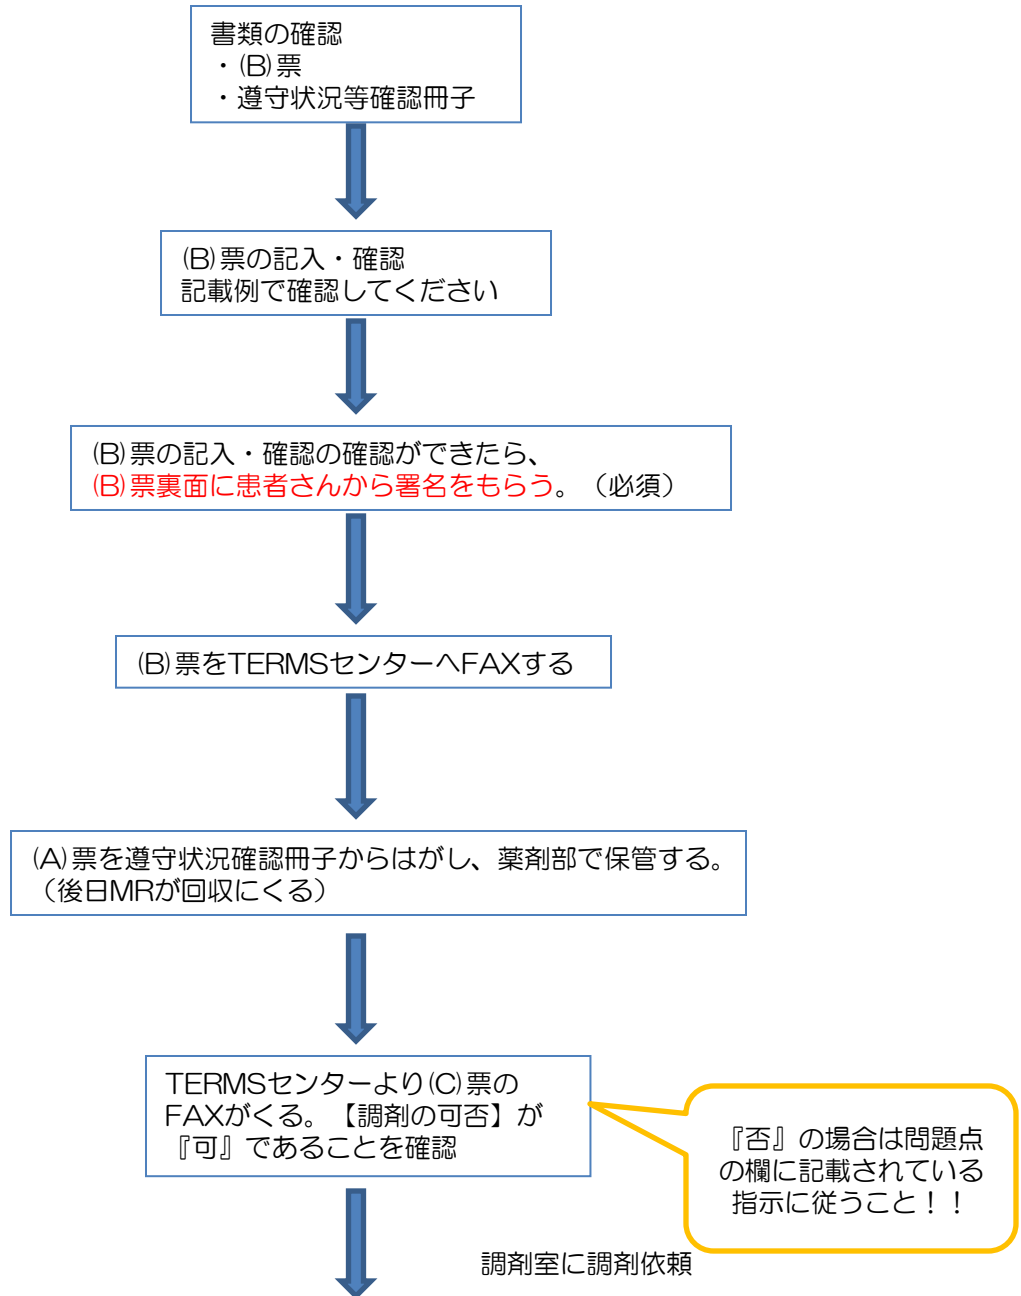 書類の確認
・(B)票
・遵守状況等確認冊子
(B)票の記入・確認
記載例で確認してください
(B)票の記入・確認の確認ができたら、
(B)票裏面に患者さんから署名をもらう。（必須）
(B)票をTERMSセンターへFAXする
(A)票を遵守状況確認冊子からはがし、薬剤部で保管する。
（後日MRが回収にくる）
TERMSセンターより(C)票の
FAXがくる。【調剤の可否】が
『可』であることを確認
『否』の場合は問題点
の欄に記載されている
指示に従うこと！！
調剤室に調剤依頼